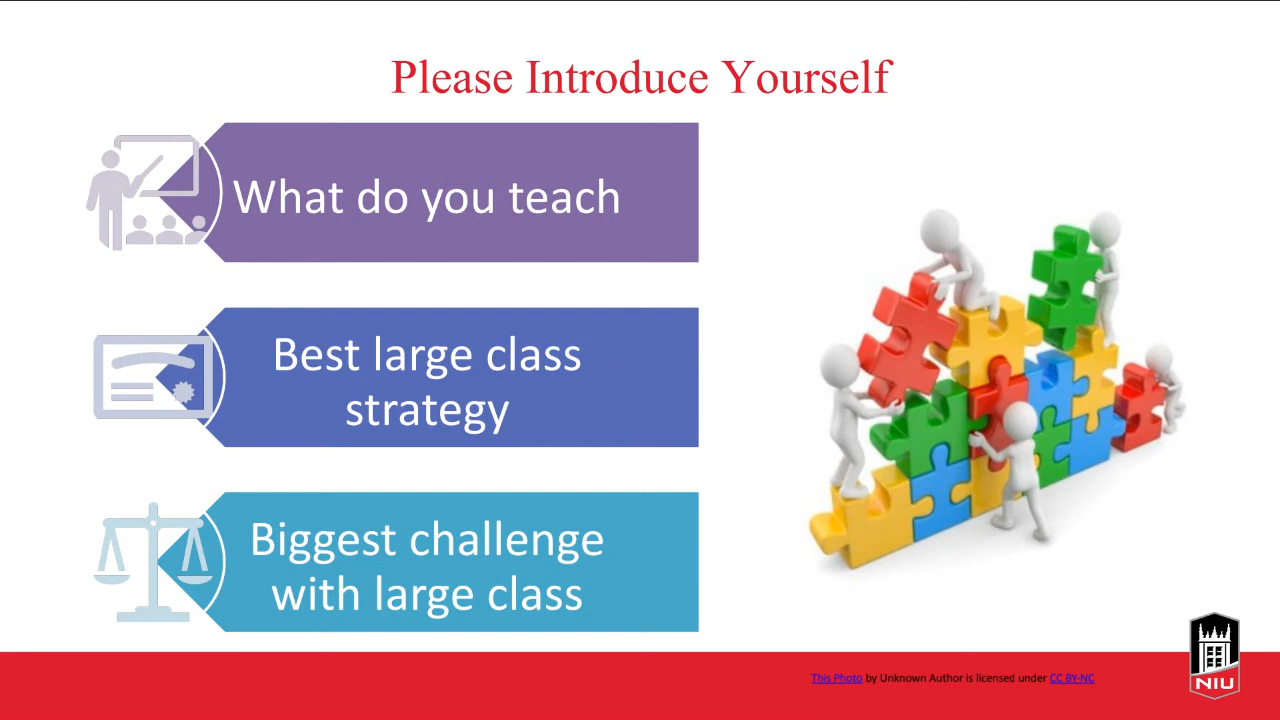 Please Introduce Yourself
What do you teach
Best large class
strategy
Biggest challenge
with large class
This Photo by Unknown Author is licensed under CC BY-NC
NIU